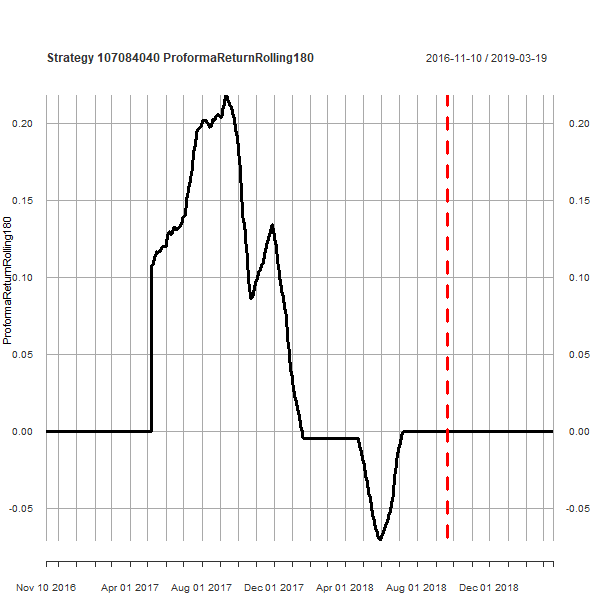 Strategy 107084040 ProformaReturnRolling180 2016-11-10 / 2019-03-19
ProformaReturnRolling180
0.20 0.20
0.15 0.15
0.10 0.10
0.05 0.05
0.00 0.00
-0.05 -0.05
Nov 10 2016 Apr 01 2017 Aug 01 2017 Dec 01 2017 Apr 01 2018 Aug 01 2018 Dec 01 2018